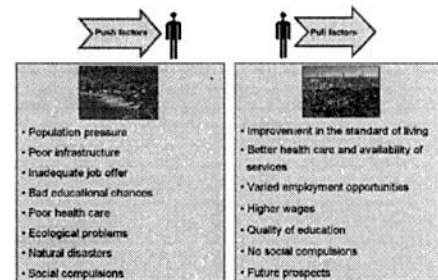 Push factors
Pull factors
• Population pressure
• Poor infrastructure
• Inadequate job offer
• Bad educational chances
• Poor health care
• Ecological problems
• Natural disasters
• Social compulsions
• Improvement in the standard of living
• Better health care and availability of
services
• Varied employment opportunities
• Higher wages
• Quality of education
• No social compulsions
• Future prospects